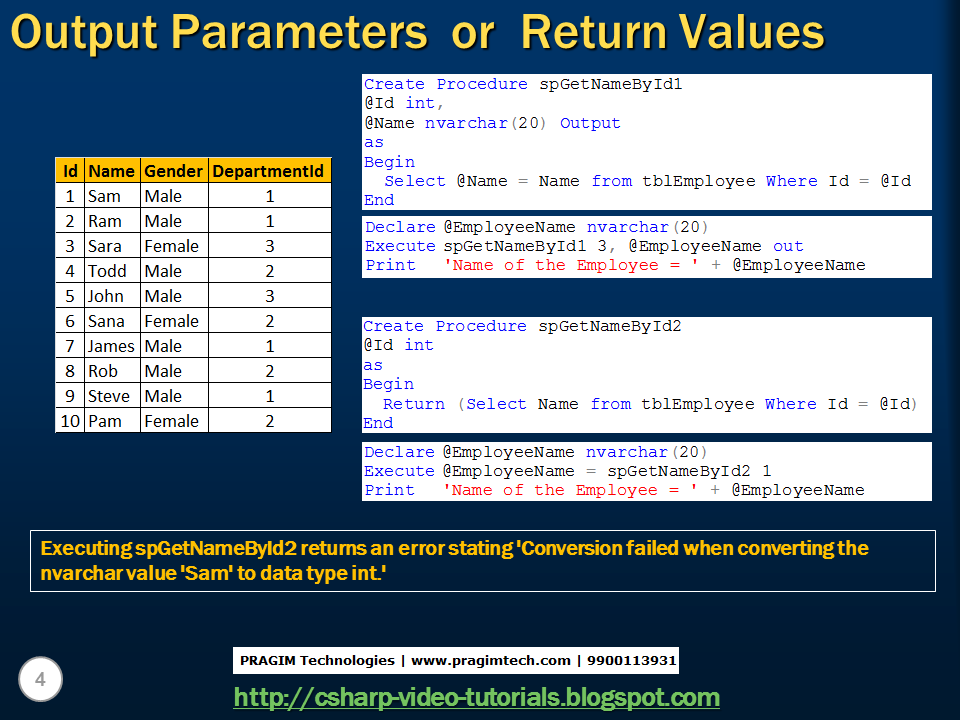 Output Parameters or Return Values
Id Name Gender DepartmentId
1 Sam Male 1
2 Ram Male 1
3 Sara Female 3
4 Todd Male 2
5 John Male 3
6 Sana Female 2
7 James Male 1
8 Rob Male 2
9 Steve Male 1
10 Pam Female 2
Create Procedure spGetNameById1
@Id int,
@Name nvarchar(20) Output
as
Begin
Select @Name = Name from tblEmployee Where Id = @Id
End
Declare @EmployeeName nvarchar(20)
Execute spGetNameById1 3, @EmployeeName out
Print 'Name of the Employee = ' + @EmployeeName
Create Procedure spGetNameById2
@Id int
as
Begin
Return (Select Name from tblEmployee Where Id = @Id)
End
Declare @EmployeeName nvarchar(20)
Execute @EmployeeName = spGetNameById2 1
Print 'Name of the Employee = ' + @EmployeeName
Executing spGetNameById2 returns an error stating 'Conversion failed when converting the
nvarchar value 'Sam' to data type int.'
PRAGIM Technologies | www.pragimtech.com | 9900113931
4
http://csharp-video-tutorials.blogspot.com